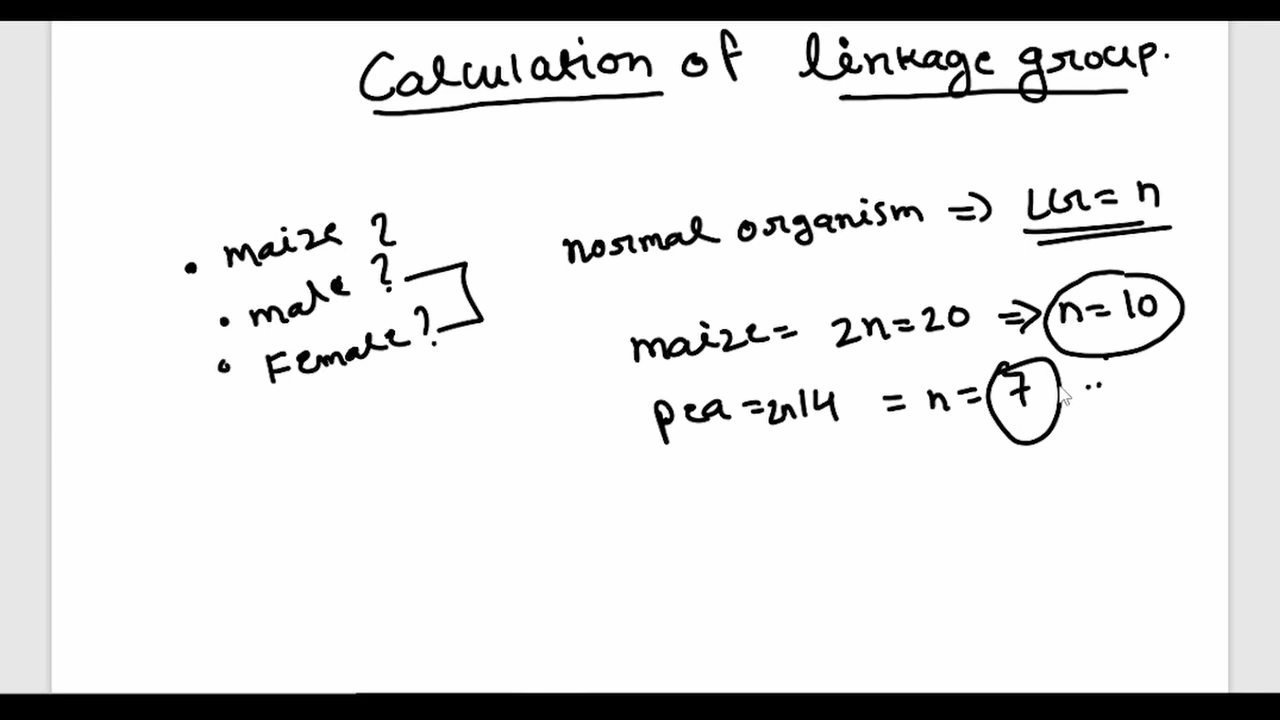 Calculation of linkage group.
• maize ?
• male ?
• Female ?
normal organism => LG = n
maize = 2n = 20 => n = 10
pea = 2n14 = n = 7 ..